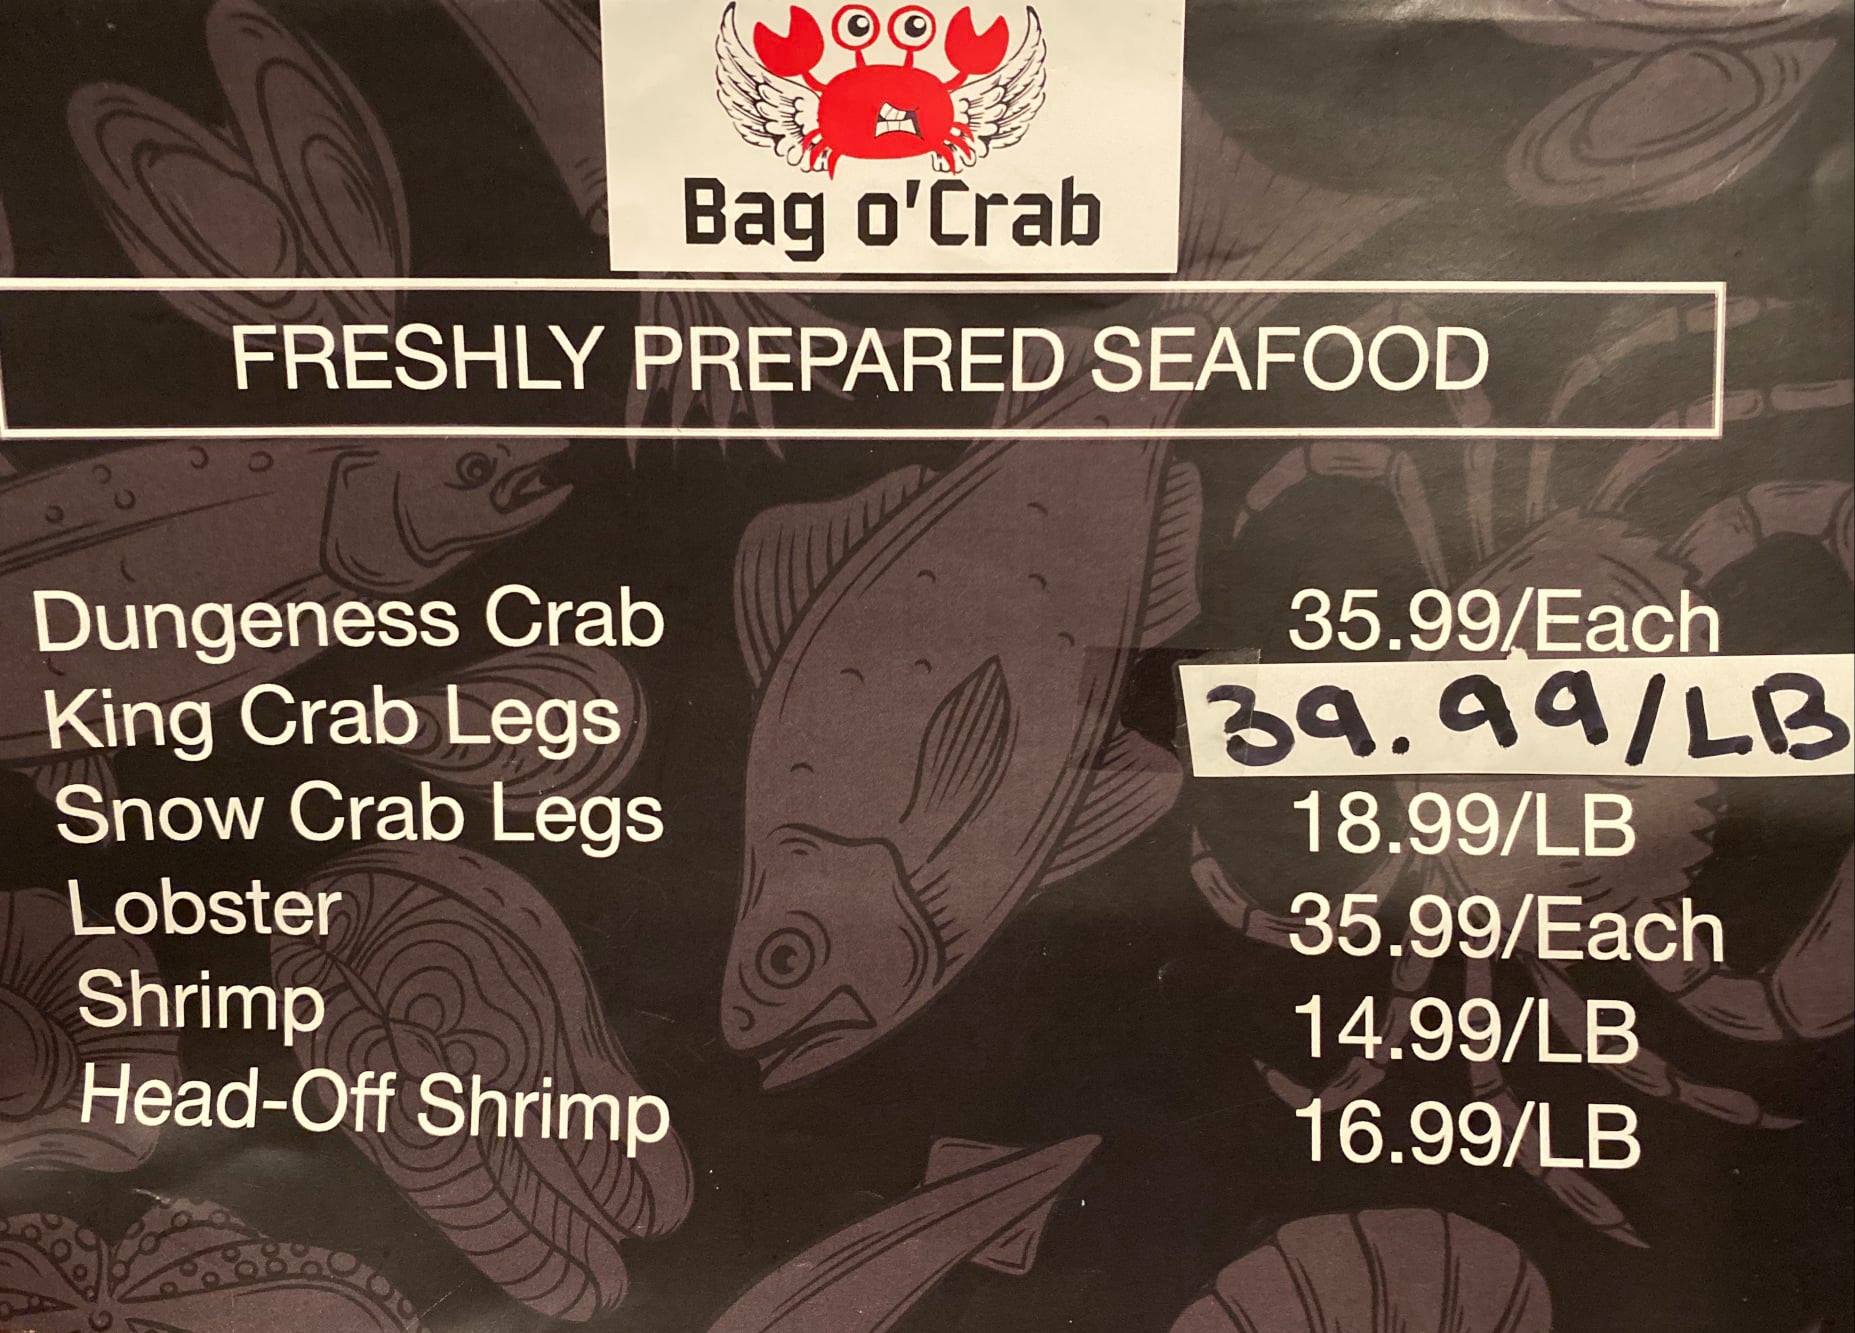 Bag o'Crab
FRESHLY PREPARED SEAFOOD
Dungeness Crab 35.99/Each
King Crab Legs 39.99/LB
Snow Crab Legs 18.99/LB
Lobster 35.99/Each
Shrimp 14.99/LB
Head-Off Shrimp 16.99/LB